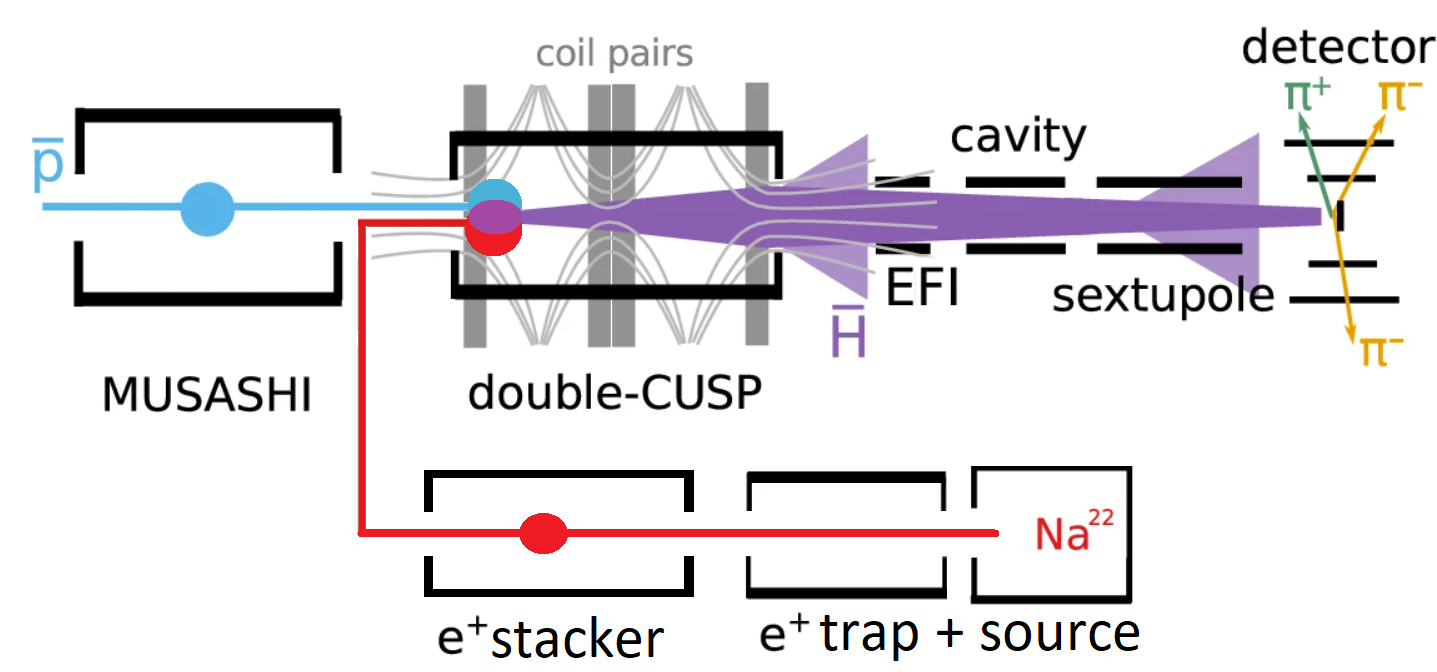 coil pairs
detector
π⁺
π⁻
p̅
cavity
EFI
sextupole
H̅
π⁻
MUSASHI
double-CUSP
Na²²
e⁺stacker
e⁺ trap + source